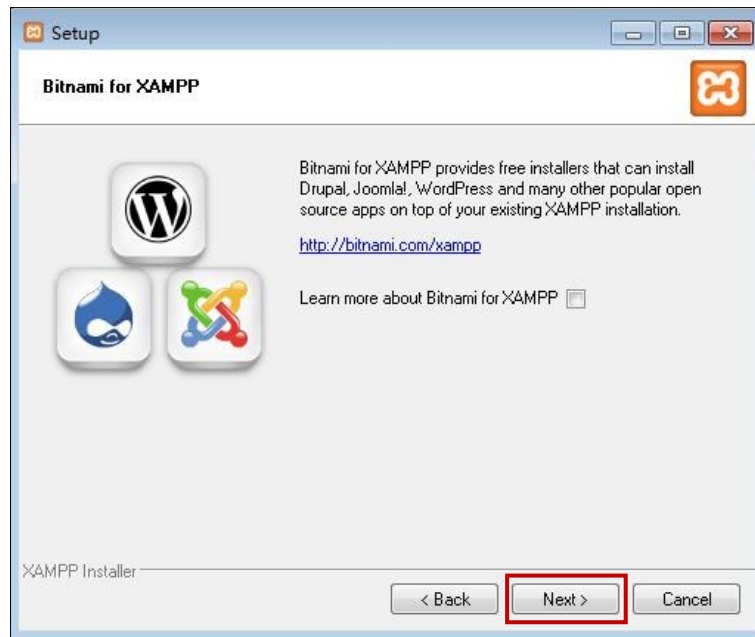 Setup
Bitnami for XAMPP
Bitnami for XAMPP provides free installers that can install
Drupal, Joomla!, WordPress and many other popular open
source apps on top of your existing XAMPP installation.
http://bitnami.com/xampp
Learn more about Bitnami for XAMPP
XAMPP Installer
< Back
Next >
Cancel